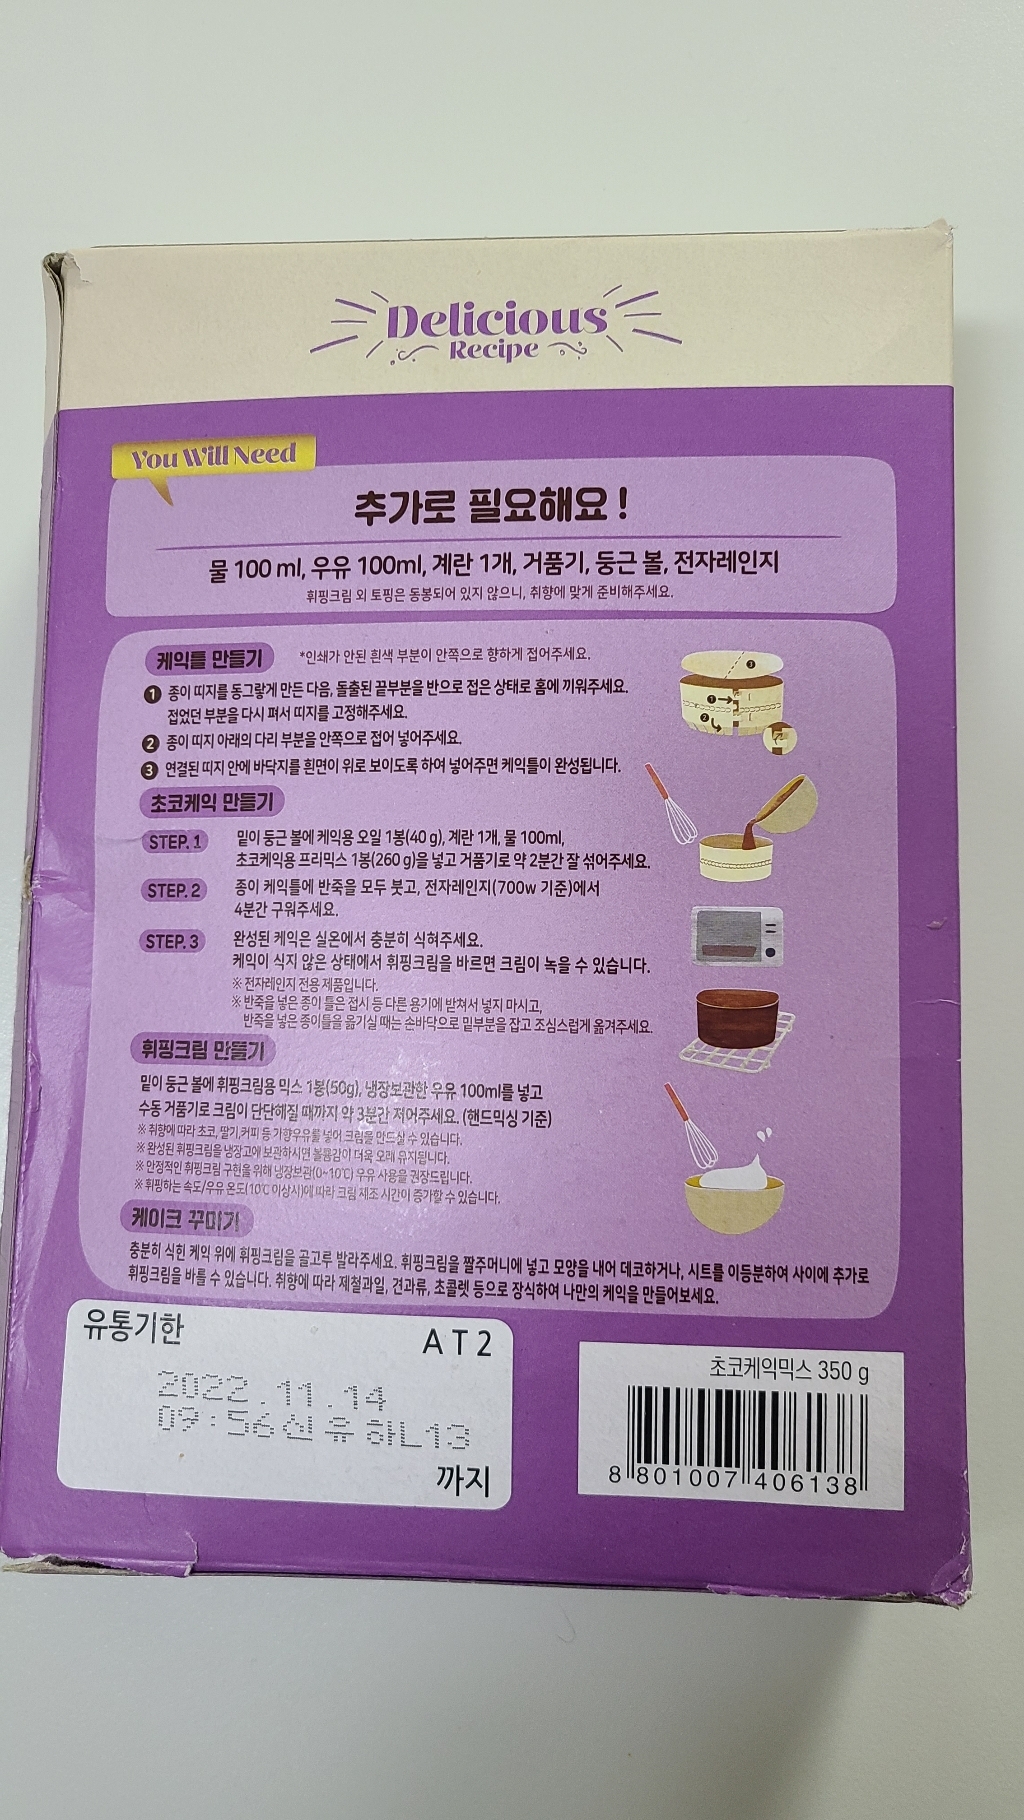 Delicious
Recipe
You Will Need
추가로 필요해요 !
물 100 ml, 우유 100ml, 계란 1개, 거품기, 둥근 볼, 전자레인지
휘핑크림 외 토핑은 동봉되어 있지 않으니, 취향에 맞게 준비해주세요.
케익틀 만들기 *인쇄가 안된 흰색 부분이 안쪽으로 향하게 접어주세요.
1 종이 띠지를 동그랗게 만든 다음, 돌출된 끝부분을 반으로 접은 상태로 홈에 끼워주세요.
접었던 부분을 다시 펴서 띠지를 고정해주세요.
2 종이 띠지 아래의 다리 부분을 안쪽으로 접어 넣어주세요.
3 연결된 띠지 안에 바닥지를 흰면이 위로 보이도록 하여 넣어주면 케익틀이 완성됩니다.
초코케익 만들기
STEP. 1 밑이 둥근 볼에 케익용 오일 1봉(40 g), 계란 1개, 물 100ml,
초코케익용 프리믹스 1봉(260 g)을 넣고 거품기로 약 2분간 잘 섞어주세요.
STEP. 2 종이 케익틀에 반죽을 모두 붓고, 전자레인지(700w 기준)에서
4분간 구워주세요.
STEP. 3 완성된 케익은 실온에서 충분히 식혀주세요.
케익이 식지 않은 상태에서 휘핑크림을 바르면 크림이 녹을 수 있습니다.
※ 전자레인지 전용 제품입니다.
※ 반죽을 넣은 종이 틀은 접시 등 다른 용기에 받쳐서 넣지 마시고,
반죽을 넣은 종이틀을 옮기실 때는 손바닥으로 밑부분을 잡고 조심스럽게 옮겨주세요.
휘핑크림 만들기
밑이 둥근 볼에 휘핑크림용 믹스 1봉(50g), 냉장보관한 우유 100ml를 넣고
수동 거품기로 크림이 단단해질 때까지 약 3분간 저어주세요. (핸드믹싱 기준)
※ 취향에 따라 초코, 딸기,커피 등 가향우유를 넣어 크림을 만드실 수 있습니다.
※ 완성된 휘핑크림을 냉장고에 보관하시면 볼륨감이 더욱 오래 유지됩니다.
※ 안정적인 휘핑크림 구현을 위해 냉장보관(0~10℃) 우유 사용을 권장드립니다.
※ 휘핑하는 속도/우유 온도(10℃ 이상시)에 따라 크림 제조 시간이 증가할 수 있습니다.
케이크 꾸미기
충분히 식힌 케익 위에 휘핑크림을 골고루 발라주세요. 휘핑크림을 짤주머니에 넣고 모양을 내어 데코하거나, 시트를 이등분하여 사이에 추가로
휘핑크림을 바를 수 있습니다. 취향에 따라 제철과일, 견과류, 초콜렛 등으로 장식하여 나만의 케익을 만들어보세요.
유통기한 A T 2
2022.11.14
09:56신유하L13
까지
초코케익믹스 350 g
8 801007 406138